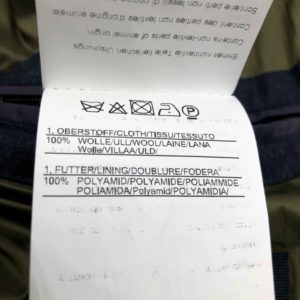 Contient des parties non-textiles d'origine animale.
Contains non-textile parts of animal origin.
Enthält nichttextile Teile tierischen Ursprungs
1. OBERSTOFF/CLOTH/TISSU/TESSUTO
100% WOLLE/ULL/WOOL/LAINE/LANA
Wolle/VILLAA/ULD/
1. FUTTER/LINING/DOUBLURE/FODERA
100% POLYAMID/POLYAMIDE/POLIAMMIDE
POLIAMIDA/Polyamid/POLYAMIDIA/